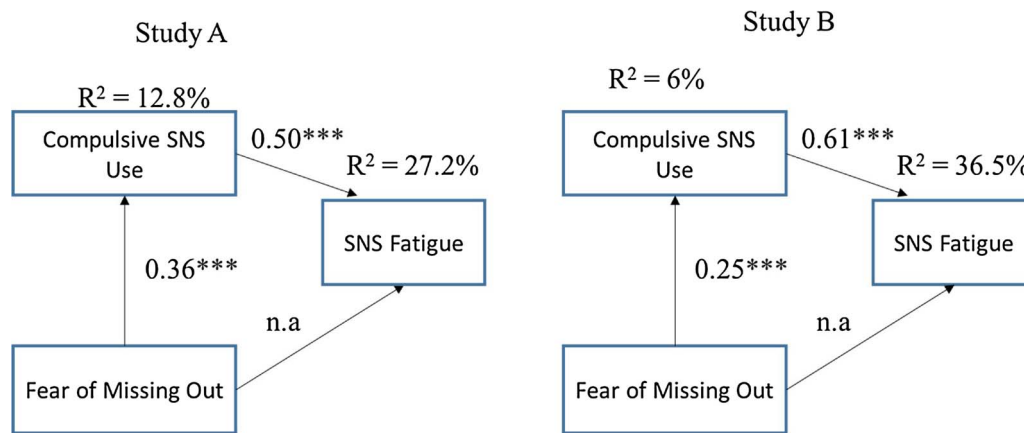 Study A
R² = 12.8%
Compulsive SNS
Use
0.50***
R² = 27.2%
SNS Fatigue
0.36***
n.a
Fear of Missing Out
Study B
R² = 6%
Compulsive SNS
Use
0.61***
R² = 36.5%
SNS Fatigue
0.25***
n.a
Fear of Missing Out